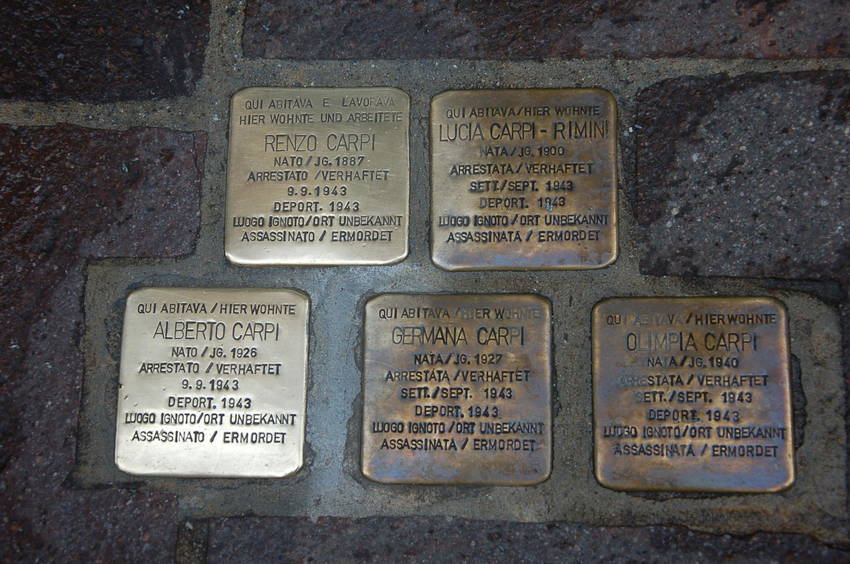 QUI ABITAVA E LAVORAVA
HIER WOHNTE UND ARBEITETE
RENZO CARPI
NATO/JG. 1887
ARRESTATO/VERHAFTET
9.9.1943
DEPORT. 1943
LUOGO IGNOTO/ORT UNBEKANNT
ASSASSINATO/ERMORDET
QUI ABITAVA/HIER WOHNTE
LUCIA CARPI-RIMINI
NATA/JG. 1900
ARRESTATA/VERHAFTET
SETT./SEPT. 1943
DEPORT. 1943
LUOGO IGNOTO/ORT UNBEKANNT
ASSASSINATA/ERMORDET
QUI ABITAVA/HIER WOHNTE
ALBERTO CARPI
NATO/JG. 1926
ARRESTATO/VERHAFTET
9.9.1943
DEPORT. 1943
LUOGO IGNOTO/ORT UNBEKANNT
ASSASSINATO/ERMORDET
QUI ABITAVA/HIER WOHNTE
GERMANA CARPI
NATA/JG. 1927
ARRESTATA/VERHAFTET
SETT./SEPT. 1943
DEPORT. 1943
LUOGO IGNOTO/ORT UNBEKANNT
ASSASSINATA/ERMORDET
QUI ABITAVA/HIER WOHNTE
OLIMPIA CARPI
NATA/JG. 1940
ARRESTATA/VERHAFTET
SETT./SEPT. 1943
DEPORT. 1943
LUOGO IGNOTO/ORT UNBEKANNT
ASSASSINATA/ERMORDET